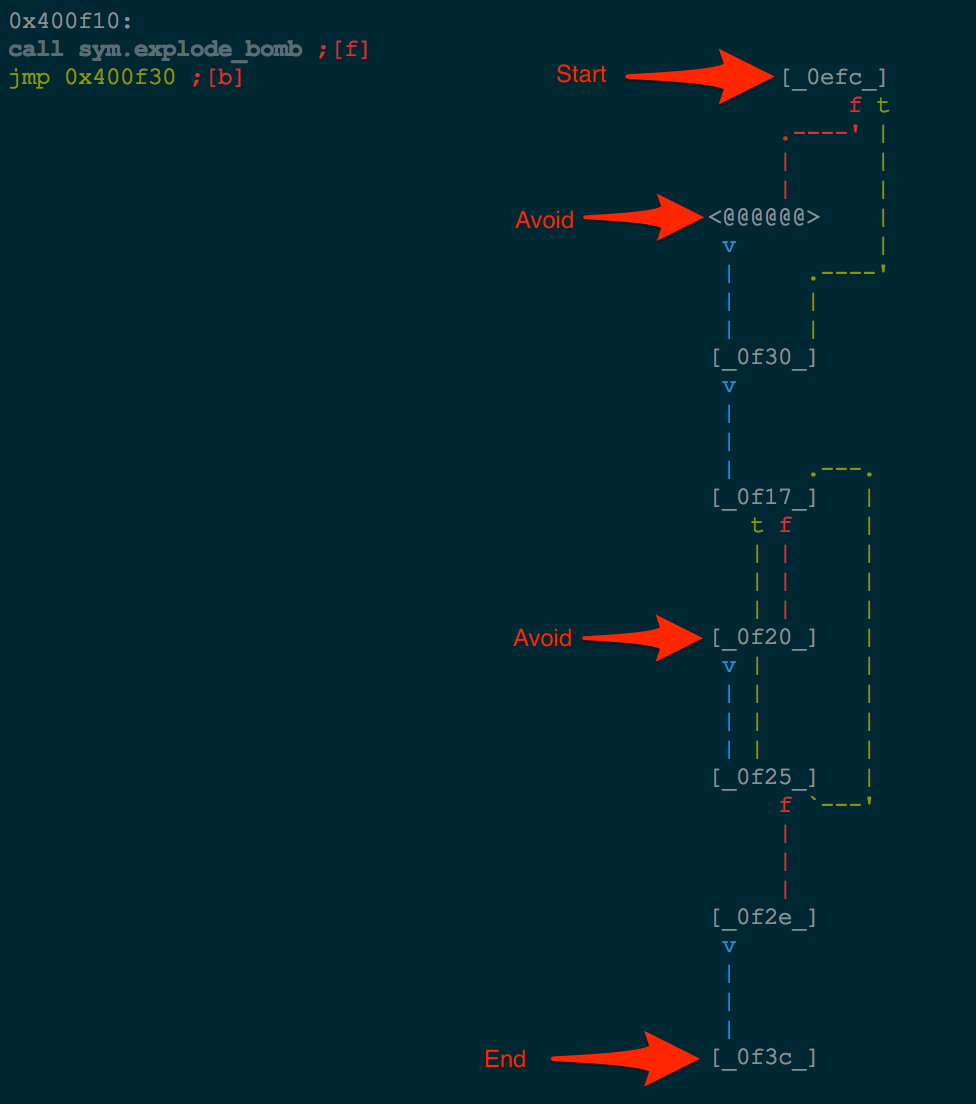 0x400f10:
call sym.explode_bomb ;[f]
jmp 0x400f30 ;[b]
Start
[_0efc_]
f t
Avoid
<@@@@@@>
v
[_0f30_]
v
[_0f17_]
t f
Avoid
[_0f20_]
v
[_0f25_]
f
[_0f2e_]
v
End
[_0f3c_]